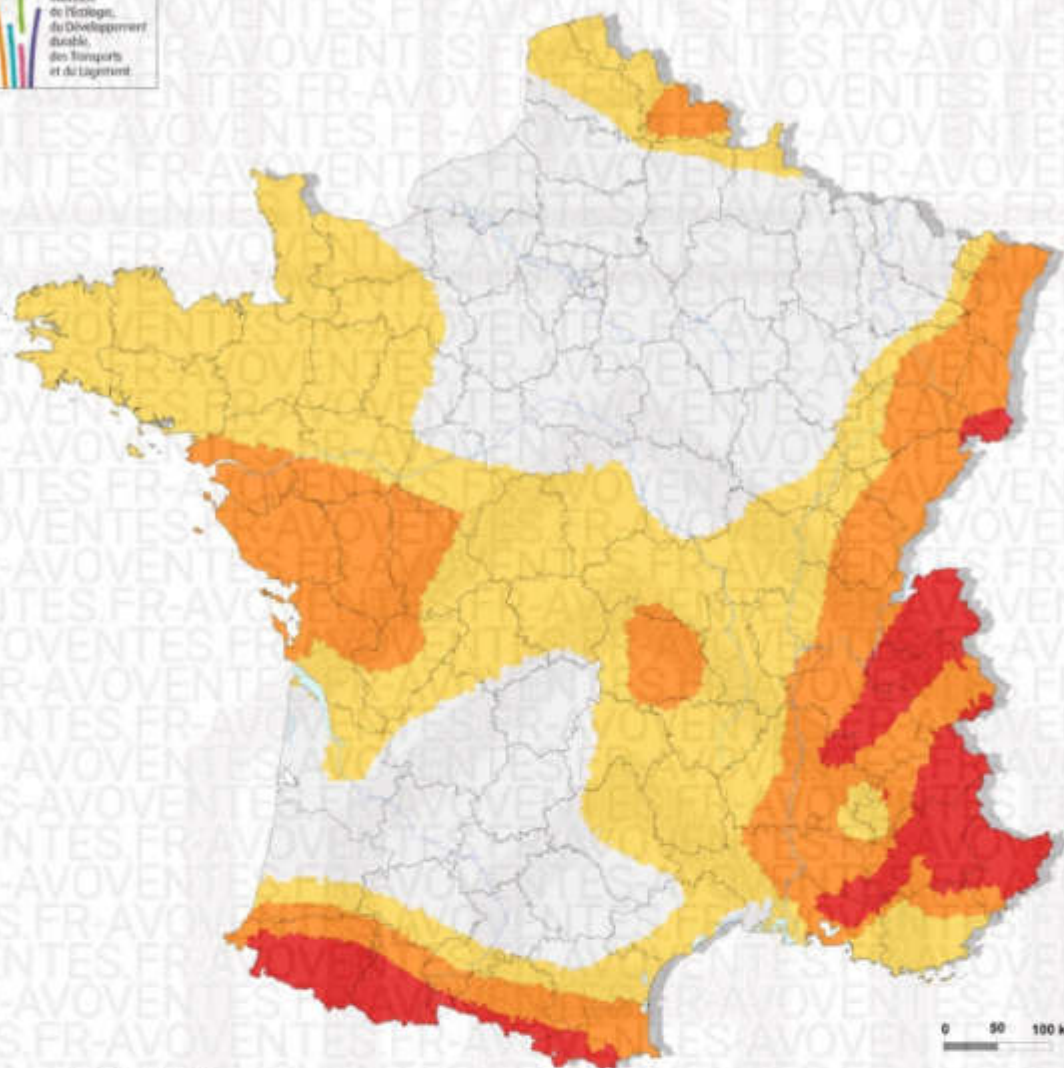 de l'Écologie,
du Développement
durable,
des Transports
et du Logement
AVOVENTES.FR-AVOVENTES.FR-AVOVENTES.FR
0 50 100 k